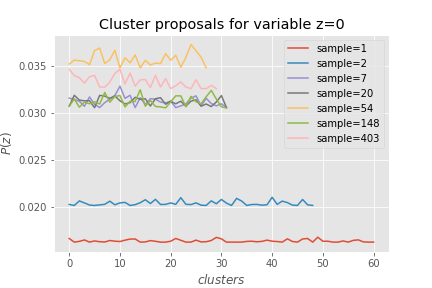 Cluster proposals for variable z=0
sample=1
sample=2
sample=7
sample=20
sample=54
sample=148
sample=403
P(z)
0.035
0.030
0.025
0.020
0 10 20 30 40 50 60
clusters